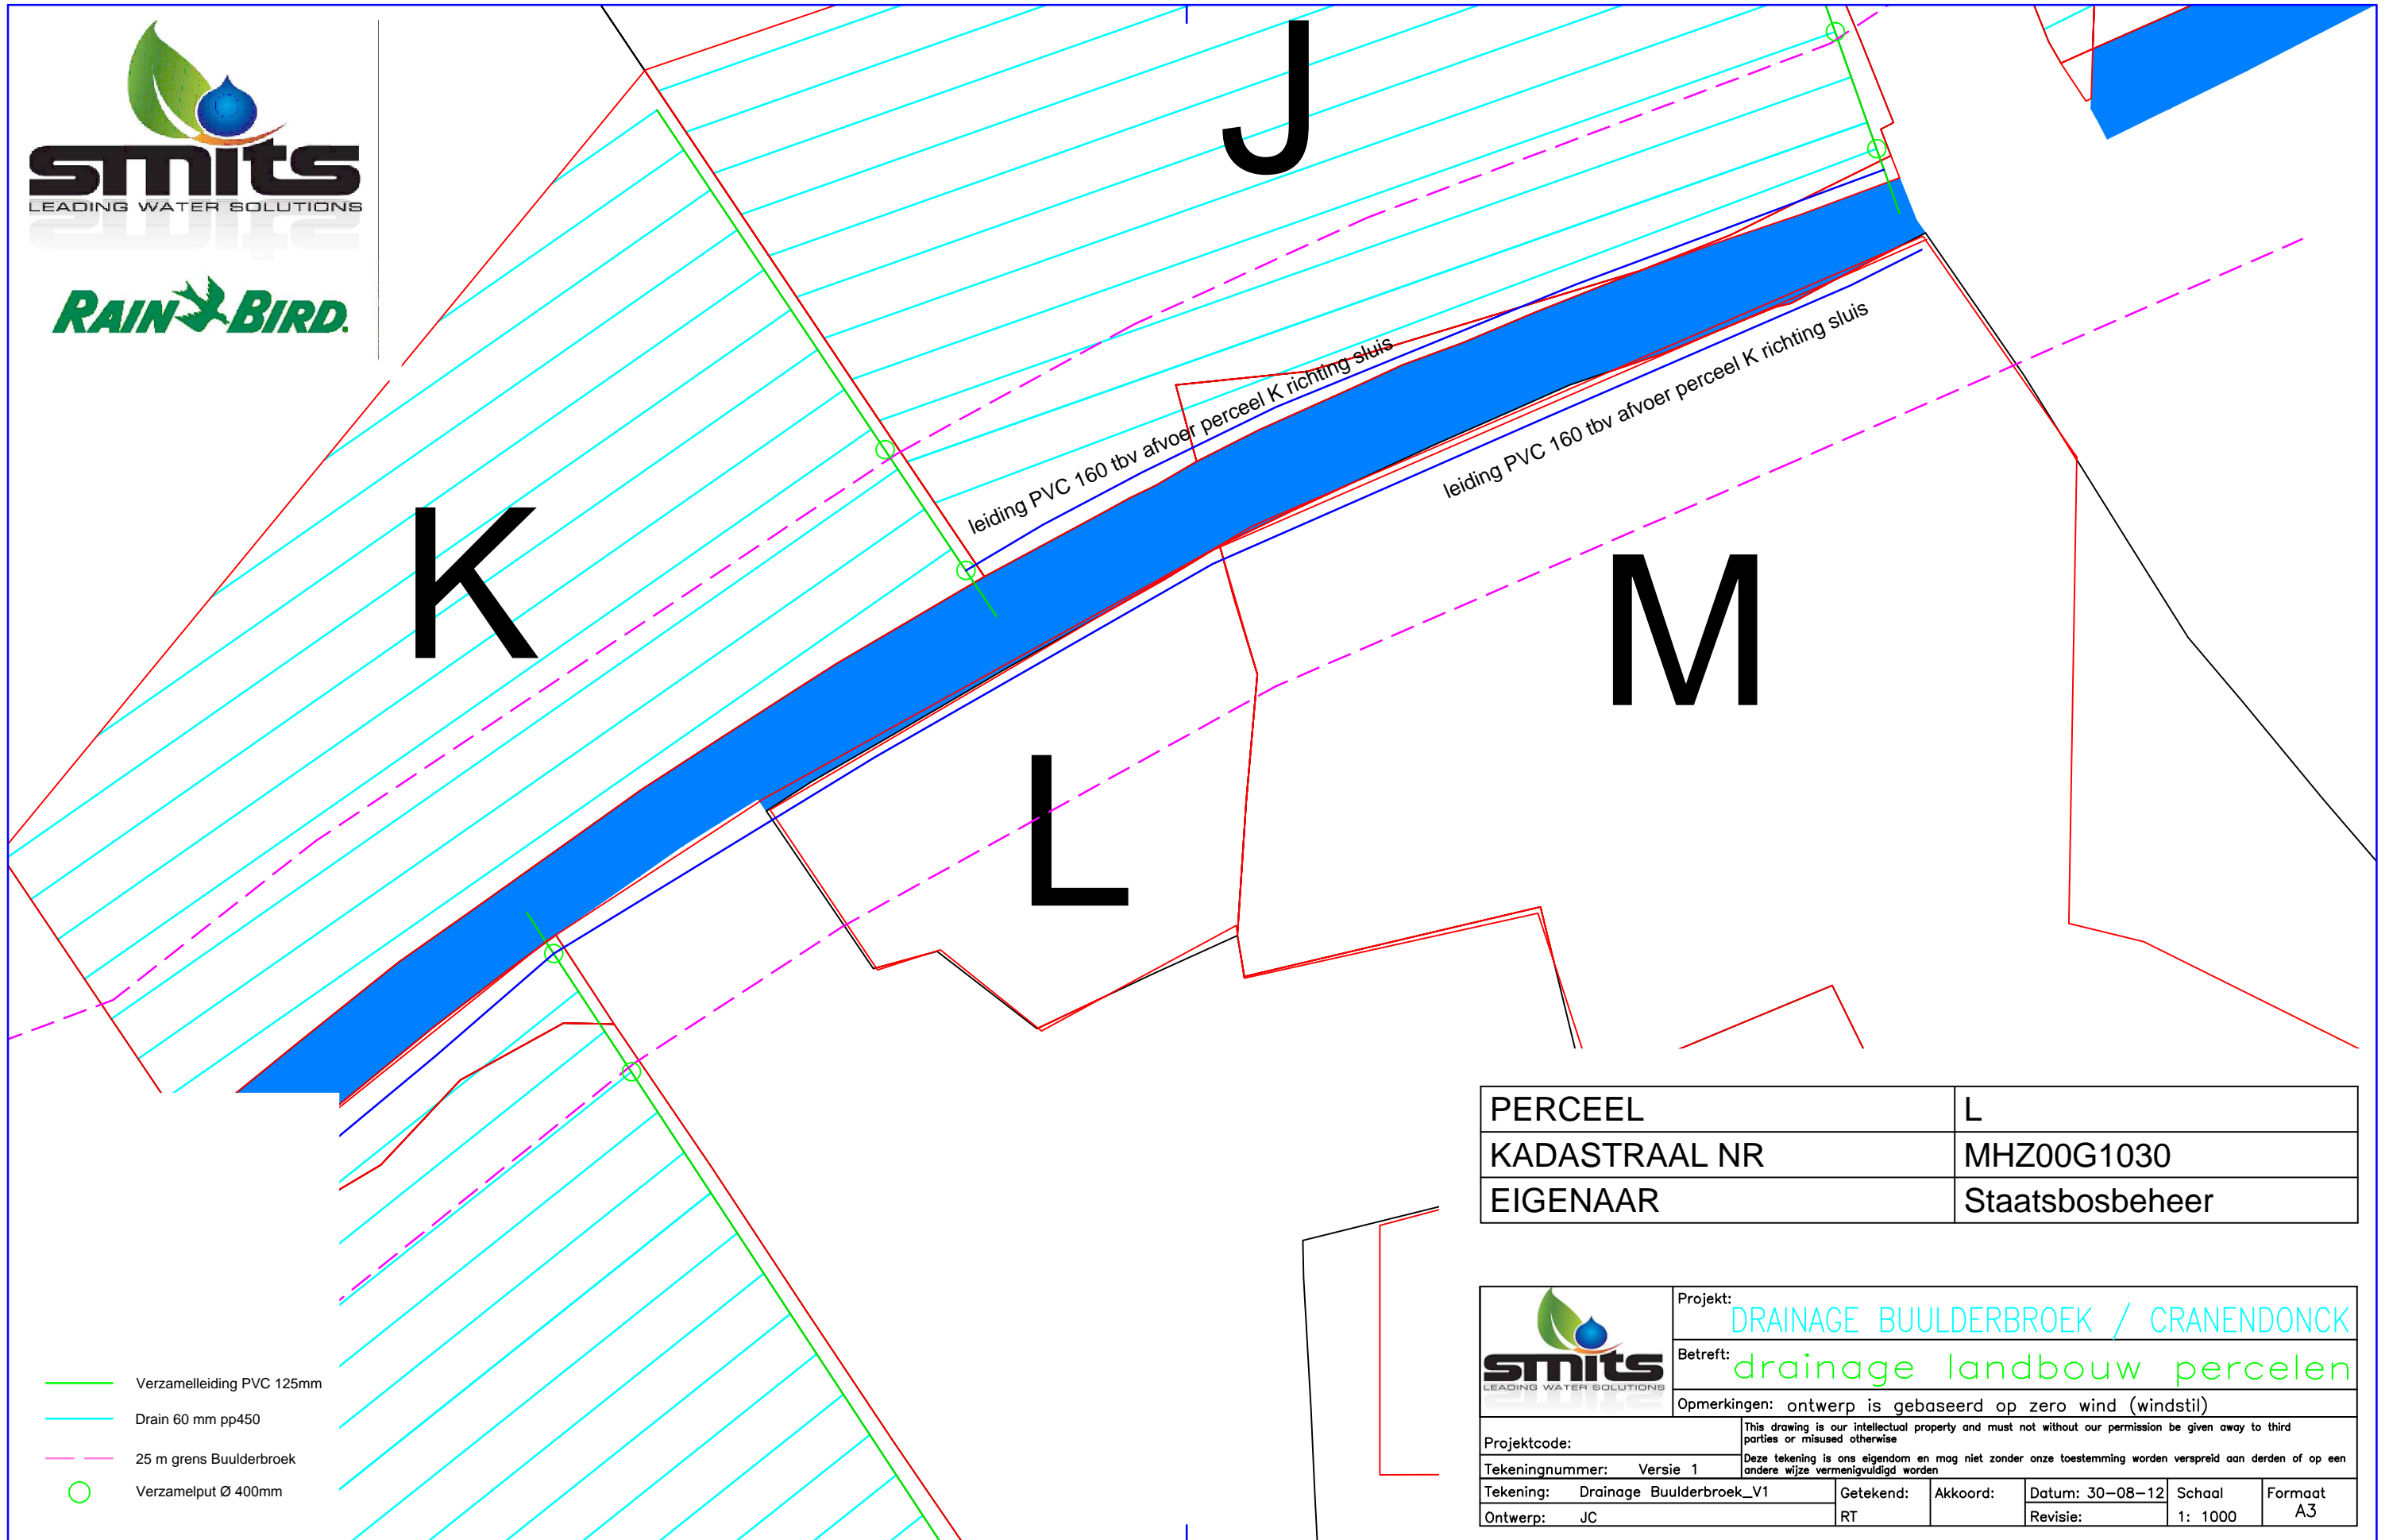 smits
LEADING WATER SOLUTIONS
RAIN BIRD.
J
K
leiding PVC 160 tbv afvoer perceel K richting sluis
leiding PVC 160 tbv afvoer perceel K richting sluis
M
L
PERCEEL L
KADASTRAAL NR MHZ00G1030
EIGENAAR Staatsbosbeheer
Verzamelleiding PVC 125mm
Drain 60 mm pp450
25 m grens Buulderbroek
Verzamelput Ø 400mm
smits
LEADING WATER SOLUTIONS
Projekt: DRAINAGE BUULDERBROEK / CRANENDONCK
Betreft: drainage landbouw percelen
Opmerkingen: ontwerp is gebaseerd op zero wind (windstil)
Projektcode:
This drawing is our intellectual property and must not without our permission be given away to third
parties or misused otherwise
Deze tekening is ons eigendom en mag niet zonder onze toestemming worden verspreid aan derden of op een
andere wijze vermenigvuldigd worden
Tekeningnummer: Versie 1
Tekening: Drainage Buulderbroek_V1
Ontwerp: JC
Getekend:
RT
Akkoord:
Datum: 30-08-12
Revisie:
Schaal
1: 1000
Formaat
A3